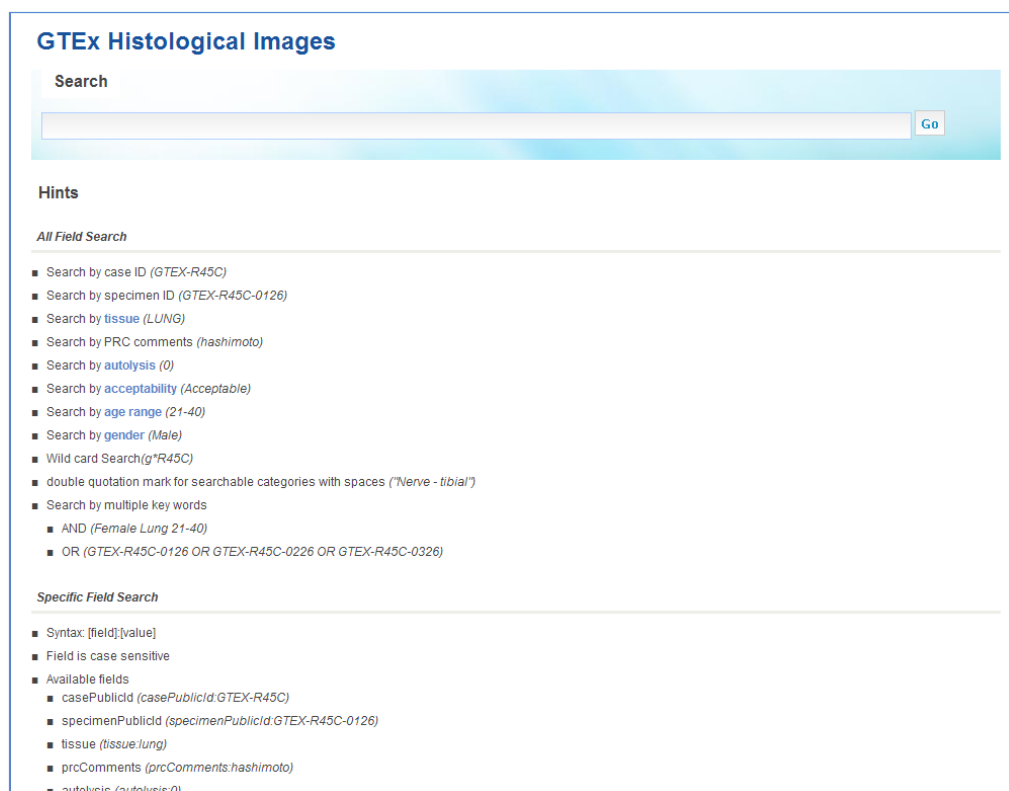 GTEx Histological Images
Search
Go
Hints
All Field Search
Search by case ID (GTEX-R45C)
Search by specimen ID (GTEX-R45C-0126)
Search by tissue (LUNG)
Search by PRC comments (hashimoto)
Search by autolysis (0)
Search by acceptability (Acceptable)
Search by age range (21-40)
Search by gender (Male)
Wild card Search(g*R45C)
double quotation mark for searchable categories with spaces ("Nerve - tibial")
Search by multiple key words
AND (Female Lung 21-40)
OR (GTEX-R45C-0126 OR GTEX-R45C-0226 OR GTEX-R45C-0326)
Specific Field Search
Syntax: [field]:[value]
Field is case sensitive
Available fields
casePublicId (casePublicId:GTEX-R45C)
specimenPublicId (specimenPublicId:GTEX-R45C-0126)
tissue (tissue:lung)
prcComments (prcComments:hashimoto)
autolysis (autolysis:0)